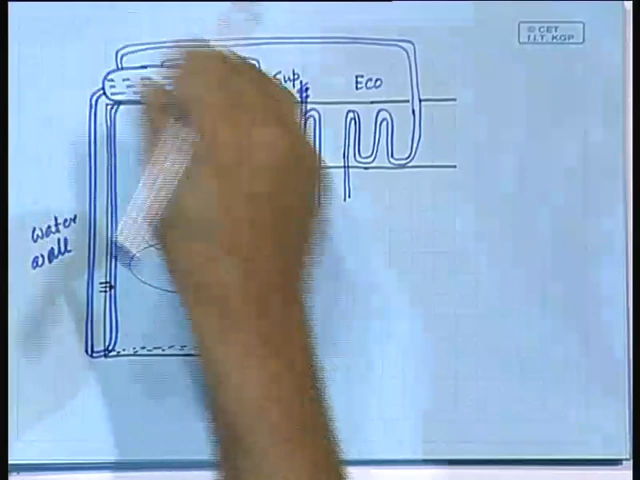 © CET
I.I.T. KGP
Sup
Eco
water
wall